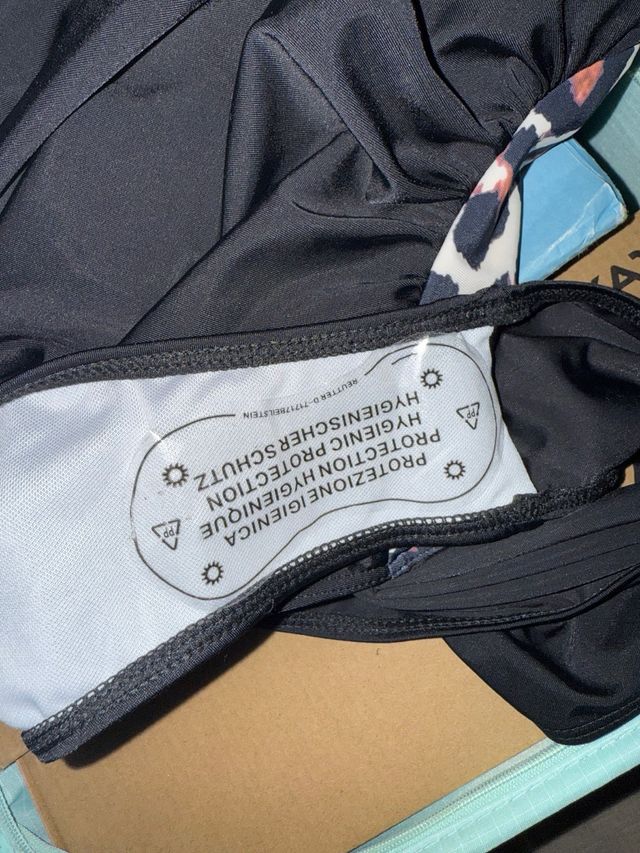 PP
PROTEZIONE IGIENICA
PROTECTION HYGIENIQUE
HYGIENIC PROTECTION
HYGIENISCHER SCHUTZ
PP
REUTTER D-71717BEILSTEIN